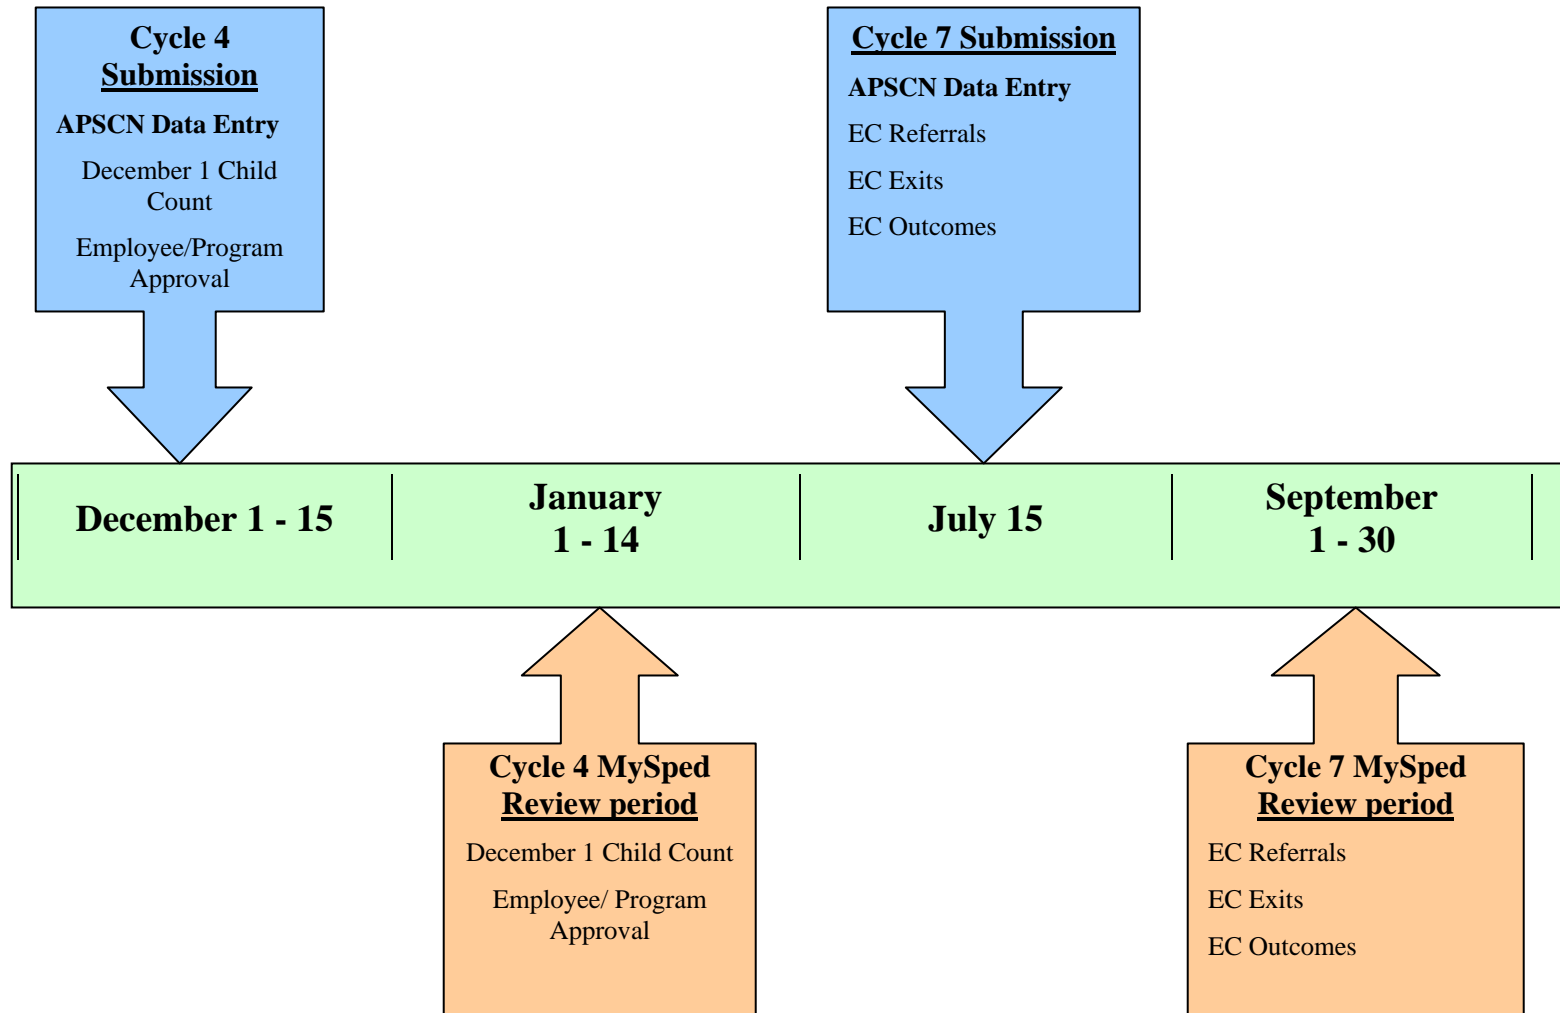 Cycle 4
Submission
APSCN Data Entry
December 1 Child
Count
Employee/Program
Approval
Cycle 7 Submission
APSCN Data Entry
EC Referrals
EC Exits
EC Outcomes
December 1 - 15
January
1 - 14
July 15
September
1 - 30
Cycle 4 MySped
Review period
December 1 Child Count
Employee/ Program
Approval
Cycle 7 MySped
Review period
EC Referrals
EC Exits
EC Outcomes